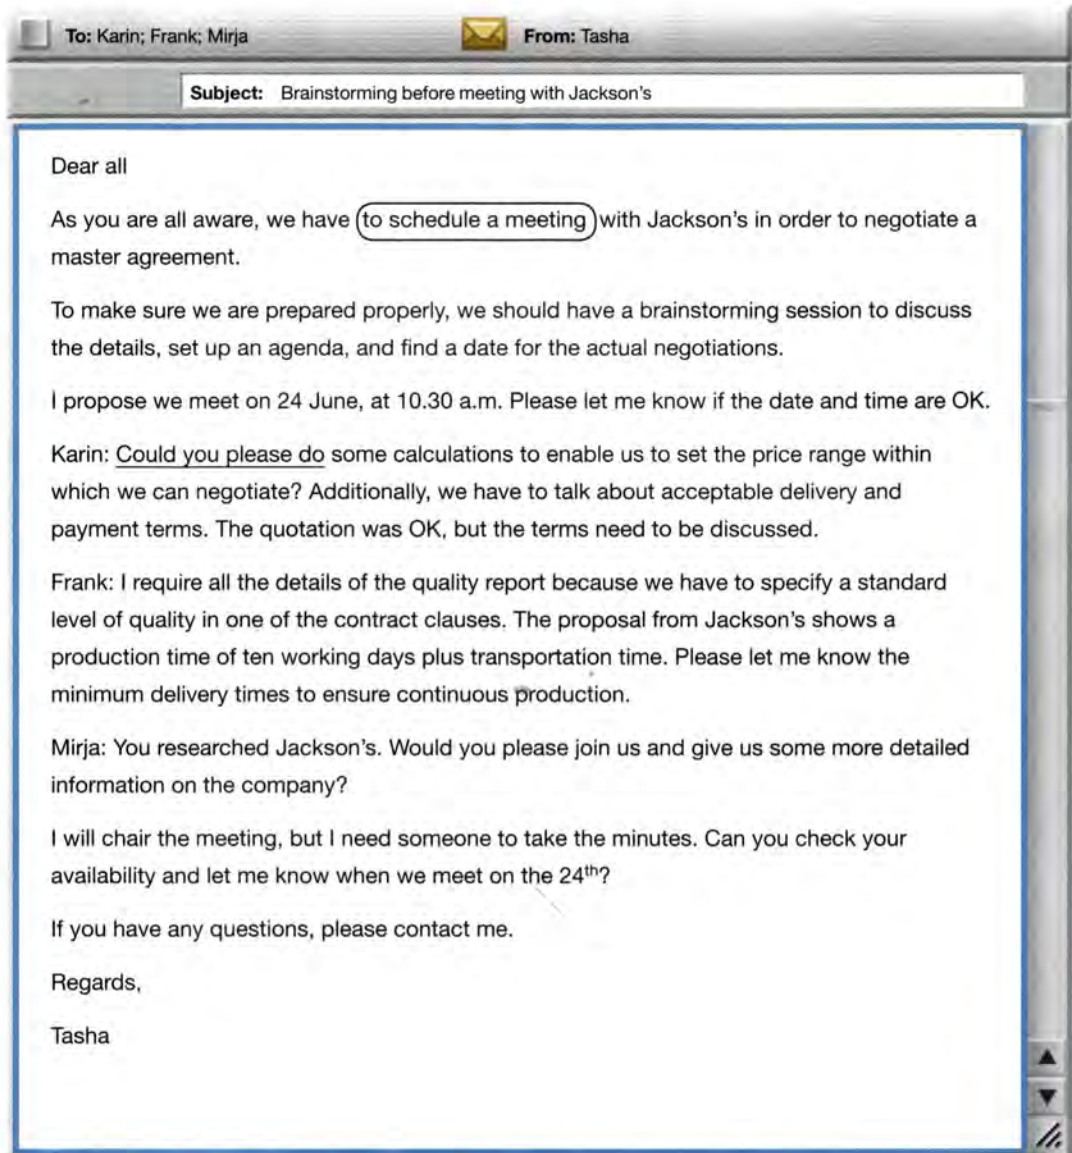 To: Karin; Frank; Mirja From: Tasha
Subject: Brainstorming before meeting with Jackson's
Dear all
As you are all aware, we have to schedule a meeting with Jackson's in order to negotiate a
master agreement.
To make sure we are prepared properly, we should have a brainstorming session to discuss
the details, set up an agenda, and find a date for the actual negotiations.
I propose we meet on 24 June, at 10.30 a.m. Please let me know if the date and time are OK.
Karin: Could you please do some calculations to enable us to set the price range within
which we can negotiate? Additionally, we have to talk about acceptable delivery and
payment terms. The quotation was OK, but the terms need to be discussed.
Frank: I require all the details of the quality report because we have to specify a standard
level of quality in one of the contract clauses. The proposal from Jackson's shows a
production time of ten working days plus transportation time. Please let me know the
minimum delivery times to ensure continuous production.
Mirja: You researched Jackson's. Would you please join us and give us some more detailed
information on the company?
I will chair the meeting, but I need someone to take the minutes. Can you check your
availability and let me know when we meet on the 24th?
If you have any questions, please contact me.
Regards,
Tasha